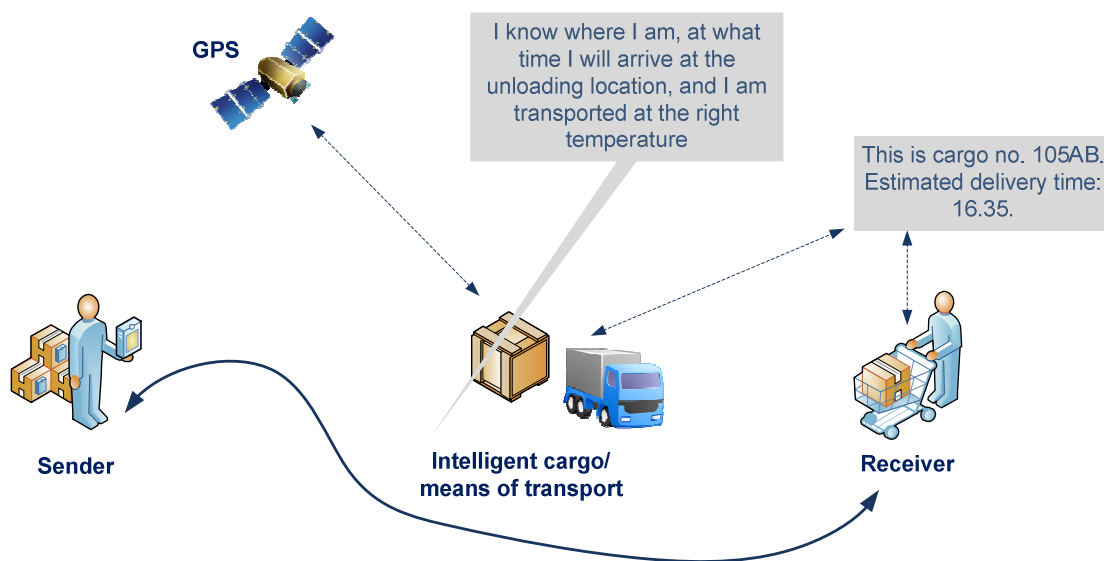 GPS
I know where I am, at what
time I will arrive at the
unloading location, and I am
transported at the right
temperature
This is cargo no. 105AB.
Estimated delivery time:
16.35.
Sender
Intelligent cargo/
means of transport
Receiver